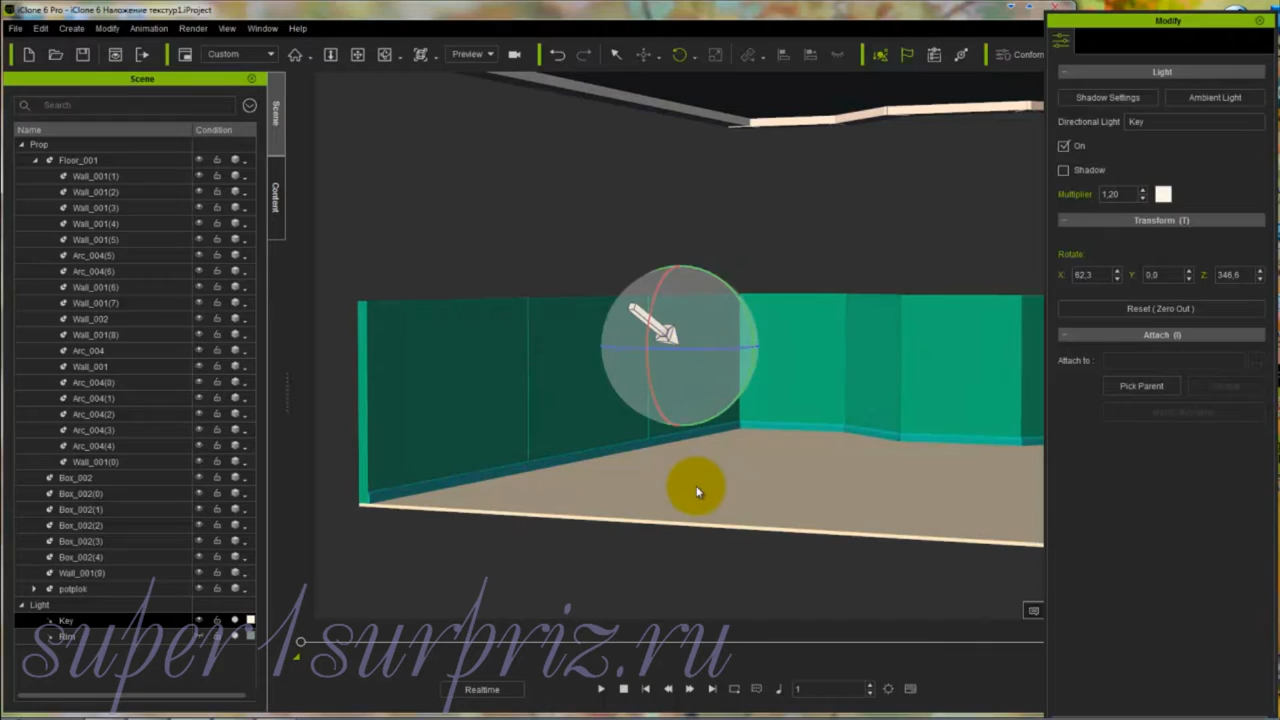 iClone 6 Pro - iClone 6 Наложение текстур1.iProject
Modify
File Edit Create Modify Animation Render View Window Help
Custom
Preview
Conform
Scene
Light
Search
Scene
Shadow Settings Ambient Light
Name Condition
Directional Light Key
Prop
On
Floor_001
Shadow
Wall_001(1)
Wall_001(2)
Multiplier 1,20
Content
Wall_001(3)
Transform (T)
Wall_001(4)
Wall_001(5)
Rotate:
Arc_004(5)
X: 62,3 Y: 0,0 Z: 346,6
Arc_004(6)
Wall_001(6)
Reset ( Zero Out )
Wall_001(7)
Wall_002
Attach (I)
Wall_001(8)
Arc_004
Attach to :
Wall_001
Pick Parent
Arc_004(0)
Arc_004(1)
Arc_004(2)
Arc_004(3)
Arc_004(4)
Wall_001(0)
Box_002
Box_002(0)
Box_002(1)
Box_002(2)
Box_002(3)
Box_002(4)
Wall_001(9)
potplok
Light
Key
Rim
super1surpriz.ru
Realtime
1